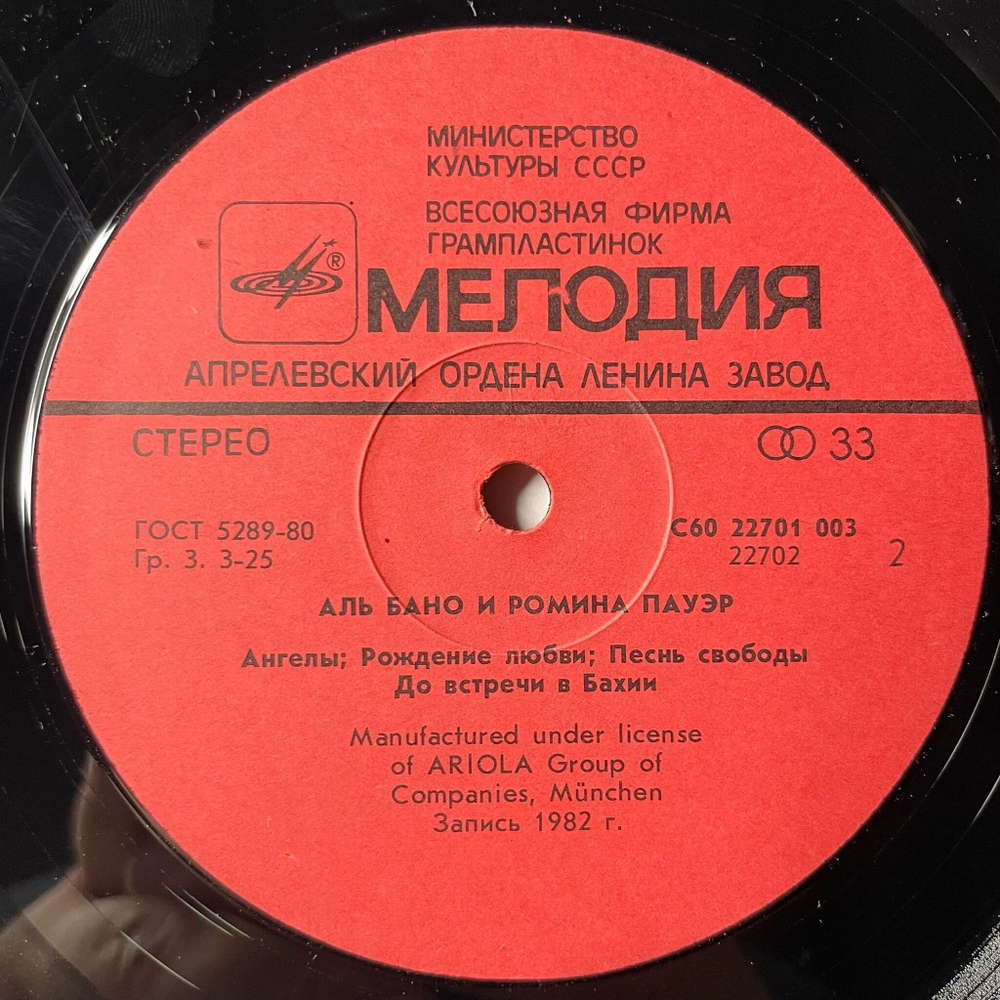 МИНИСТЕРСТВО
КУЛЬТУРЫ СССР
ВСЕСОЮЗНАЯ ФИРМА
ГРАМПЛАСТИНОК
®
МЕЛОДИЯ
АПРЕЛЕВСКИЙ ОРДЕНА ЛЕНИНА ЗАВОД
СТЕРЕО 33
ГОСТ 5289-80 С60 22701 003
Гр. 3. 3-25 22702 2
АЛЬ БАНО И РОМИНА ПАУЭР
Ангелы; Рождение любви; Песнь свободы
До встречи в Бахии
Manufactured under license
of ARIOLA Group of
Companies, München
Запись 1982 г.